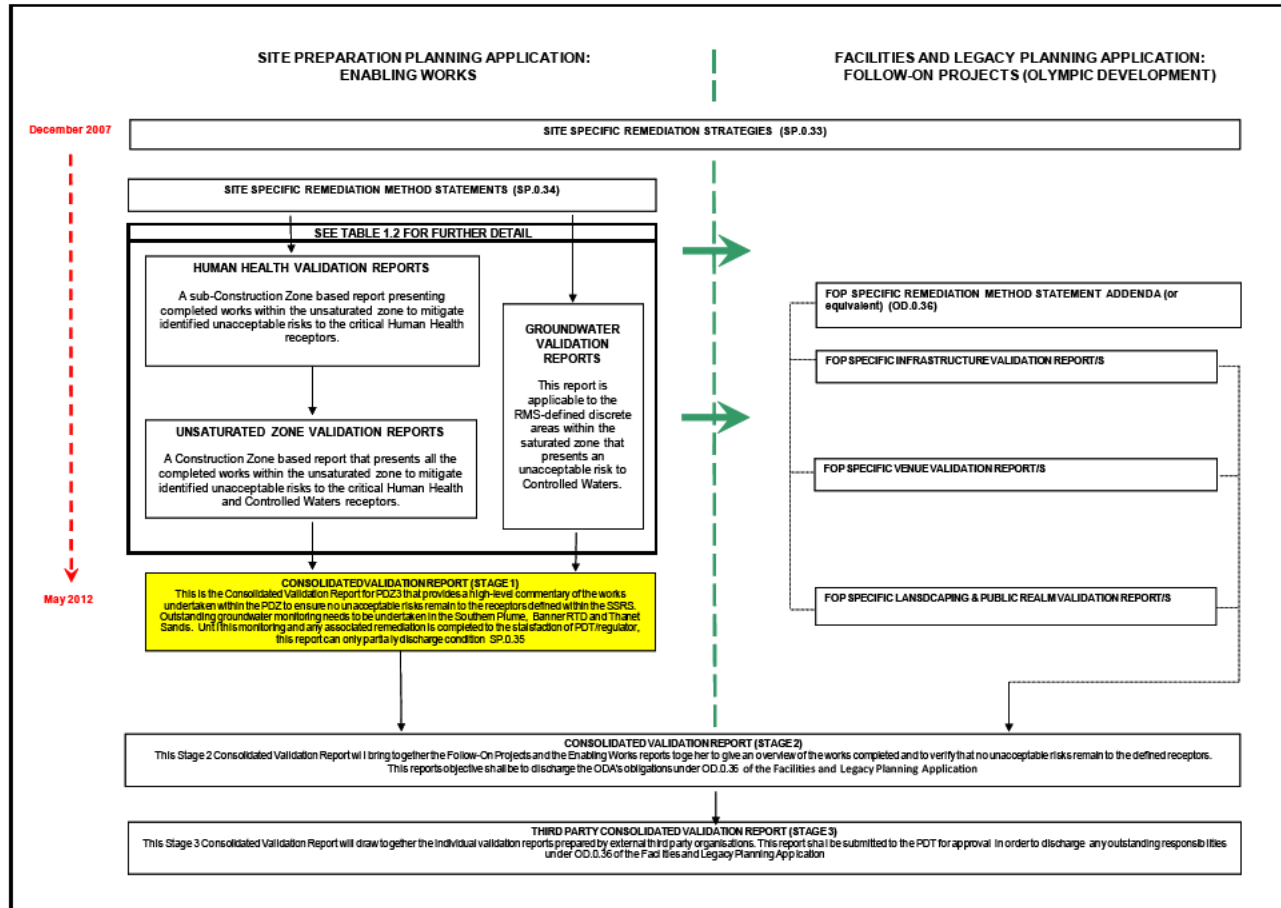 SITE PREPARATION PLANNING APPLICATION:
ENABLING WORKS
FACILITIES AND LEGACY PLANNING APPLICATION:
FOLLOW-ON PROJECTS (OLYMPIC DEVELOPMENT)
December 2007
SITE SPECIFIC REMEDIATION STRATEGIES (SP.0.33)
SITE SPECIFIC REMEDIATION METHOD STATEMENTS (SP.0.34)
SEE TABLE 1.2 FOR FURTHER DETAIL
HUMAN HEALTH VALIDATION REPORTS
A sub-Construction Zone based report presenting
completed works within the unsaturated zone to mitigate
identified unacceptable risks to the critical Human Health
receptors.
UNSATURATED ZONE VALIDATION REPORTS
A Construction Zone based report that presents all the
completed works within the unsaturated zone to mitigate
identified unacceptable risks to the critical Human Health
and Controlled Waters receptors.
GROUNDWATER
VALIDATION
REPORTS
This report is
applicable to the
RMS-defined discrete
areas within the
saturated zone that
presents an
unacceptable risk to
Controlled Waters.
FOP SPECIFIC REMEDIATION METHOD STATEMENT ADDENDA (or
equivalent) (OD.0.36)
FOP SPECIFIC INFRASTRUCTURE VALIDATION REPORT/S
FOP SPECIFIC VENUE VALIDATION REPORT/S
FOP SPECIFIC LANSDCAPING & PUBLIC REALM VALIDATION REPORT/S
May 2012
CONSOLIDATED VALIDATION REPORT (STAGE 1)
This is the Consolidated Validation Report for PDZ3 that provides a high-level commentary of the works
undertaken within the PDZ to ensure no unacceptable risks remain to the receptors defined within the SSRS.
Outstanding groundwater monitoring needs to be undertaken in the Southern Plume, Banner RTD and Thanet
Sands. Until this monitoring and any associated remediation is completed to the staisfaction of PDT/regulator,
this report can only partially discharge condition SP.0.35
CONSOLIDATED VALIDATION REPORT (STAGE 2)
This Stage 2 Consolidated Validation Report will bring together the Follow-On Projects and the Enabling Works reports together to give an overview of the works completed and to verify that no unacceptable risks remain to the defined receptors.
This reports objective shall be to discharge the ODA's obligations under OD.0.36 of the Facilities and Legacy Planning Application
THIRD PARTY CONSOLIDATED VALIDATION REPORT (STAGE 3)
This Stage 3 Consolidated Validation Report will draw together the individual validation reports prepared by external third party organisations. This report shall be submitted to the PDT for approval in order to discharge any outstanding responsibilities
under OD.0.36 of the Facilities and Legacy Planning Application